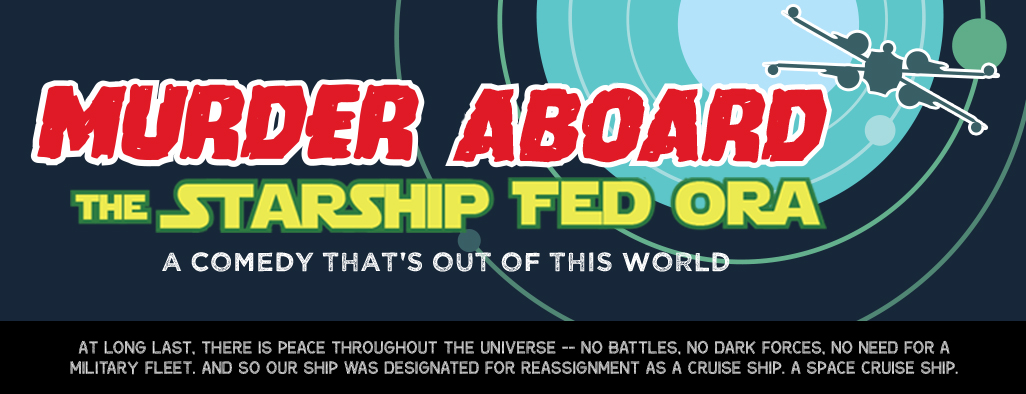 MURDER ABOARD
THE STARSHIP FED ORA
A COMEDY THAT'S OUT OF THIS WORLD
AT LONG LAST, THERE IS PEACE THROUGHOUT THE UNIVERSE -- NO BATTLES, NO DARK FORCES, NO NEED FOR A
MILITARY FLEET. AND SO OUR SHIP WAS DESIGNATED FOR REASSIGNMENT AS A CRUISE SHIP. A SPACE CRUISE SHIP.